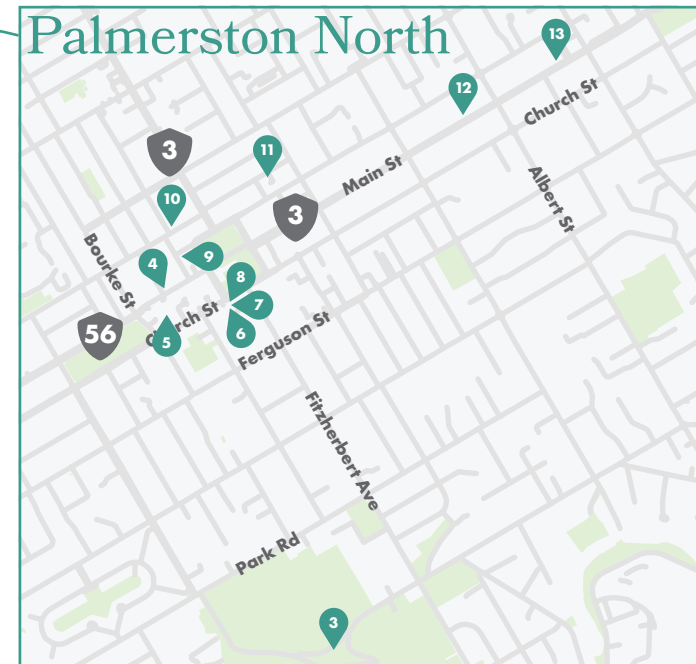 Palmerston North
13
12
Church St
3
11
Main St
Albert St
10
3
Bourke St
9
4
8
7
Church St
56
5
6
Ferguson St
Fitzherbert Ave
Park Rd
3